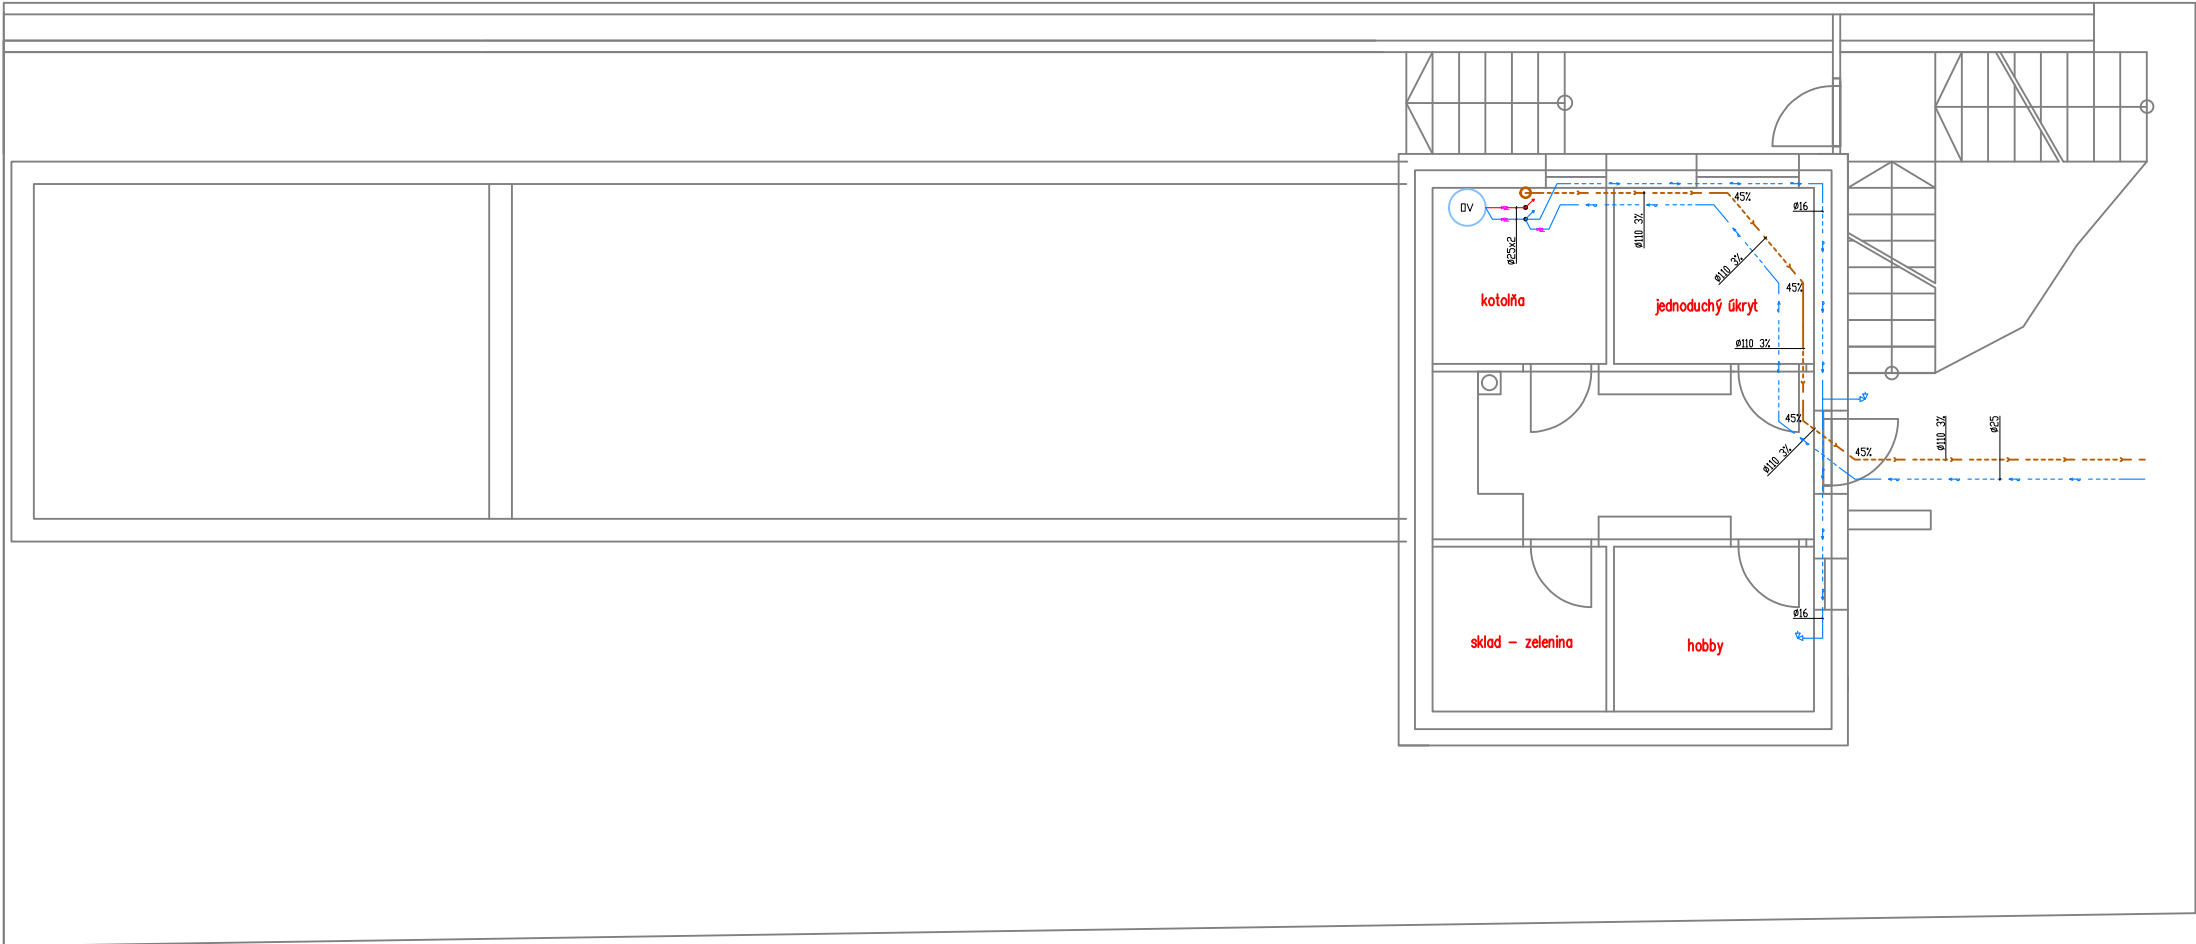 45%
OV
Ø16
Ø110 3%
Ø25x2
Ø110 3%
45%
kotolňa
jednoduchý úkryt
Ø110 3%
45%
Ø110 3%
Ø25
45%
Ø110 3%
Ø16
sklad - zelenina
hobby